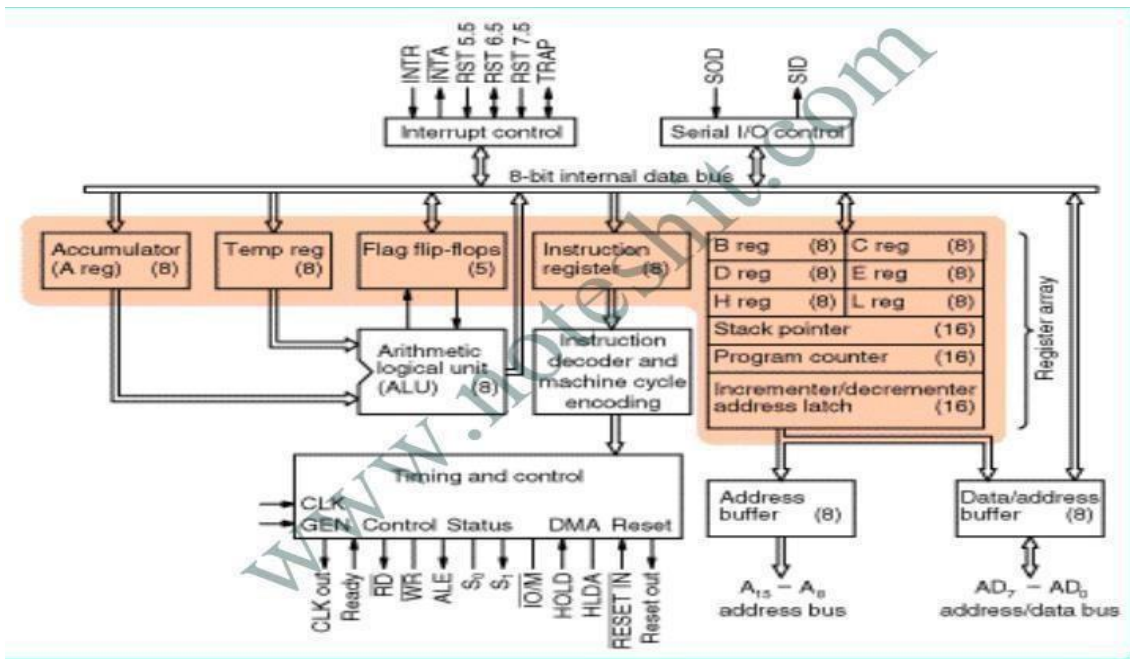 INTR
INTA
RST 5.5
RST 6.5
RST 7.5
TRAP
SOD
SID
Interrupt control
Serial I/O control
8-bit internal data bus
Accumulator
(A reg) (8)
Temp reg
(8)
Flag flip-flops
(5)
Instruction
register (8)
B reg (8) C reg (8)
D reg (8) E reg (8)
H reg (8) L reg (8)
Stack pointer (16)
Program counter (16)
Incrementer/decrementer
address latch (16)
Register array
Arithmetic
logical unit
(ALU) (8)
Instruction
decoder and
machine cycle
encoding
Timing and control
CLK
GEN Control Status DMA Reset
CLK out
Ready
RD
WR
ALE
S₀
S₁
IO/M
HOLD
HLDA
RESET IN
Reset out
Address
buffer (8)
Data/address
buffer (8)
A₁₅ – A₈
address bus
AD₇ – AD₀
address/data bus
www.noteshit.com